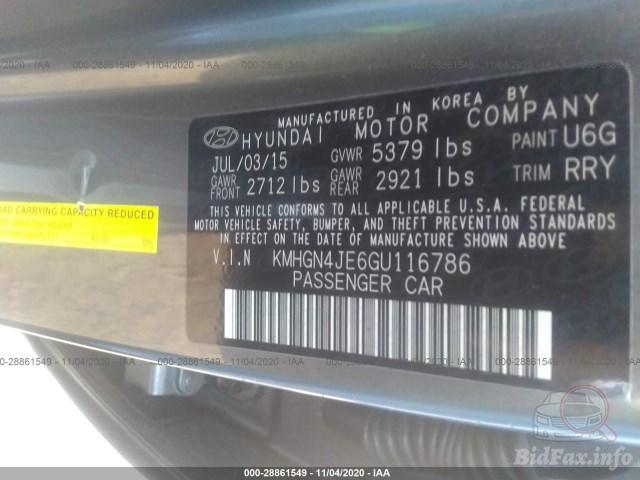 000-28861549 - 11/04/2020 - IAA
MANUFACTURED IN KOREA BY
HYUNDAI MOTOR COMPANY
JUL/03/15 GVWR 5379 lbs PAINT U6G
GAWR FRONT 2712 lbs GAWR REAR 2921 lbs TRIM RRY
THIS VEHICLE CONFORMS TO ALL APPLICABLE U.S.A. FEDERAL
MOTOR VEHICLE SAFETY, BUMPER, AND THEFT PREVENTION STANDARDS
IN EFFECT ON THE DATE OF MANUFACTURE SHOWN ABOVE
V.I.N KMHGN4JE6GU116786
PASSENGER CAR
CARRYING CAPACITY REDUCED
000-28861549 - 11/04/2020 - IAA
000-28861549 - 11/04/2020 - IAA
BidFax.info